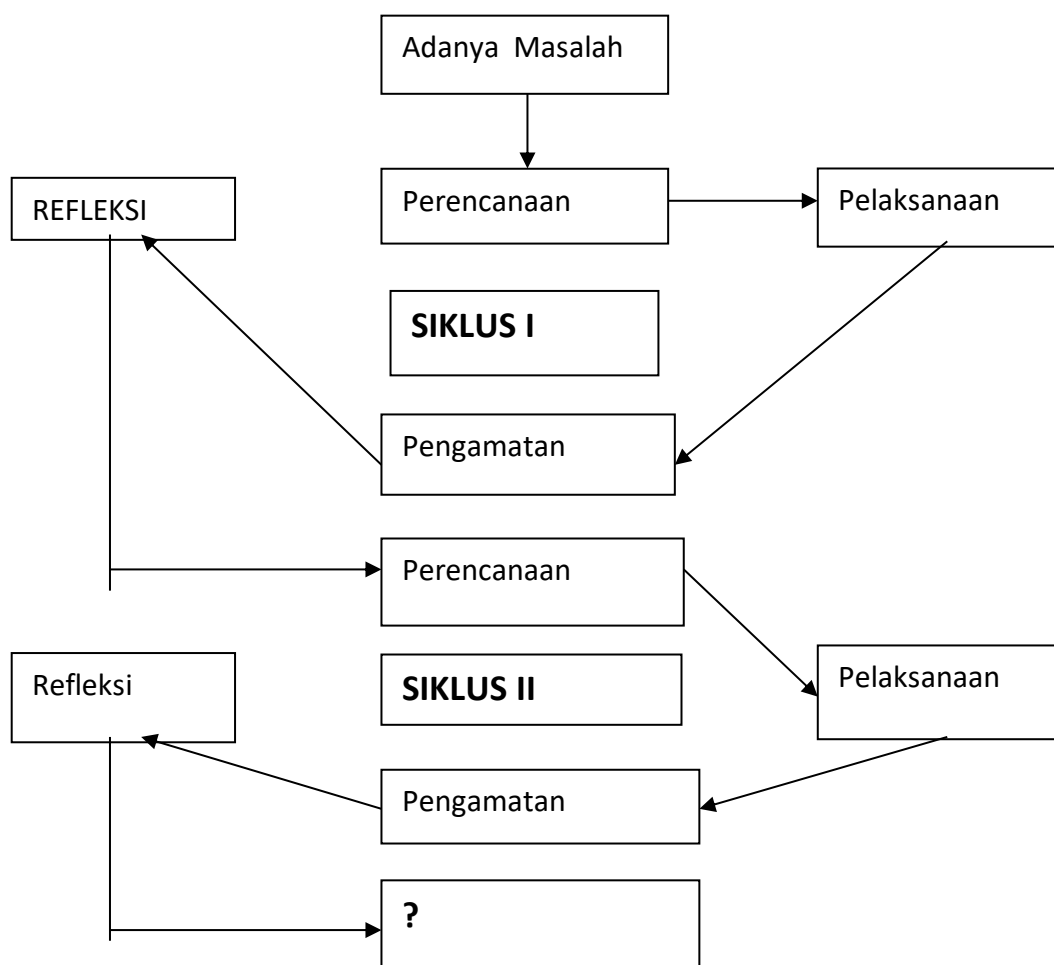 Adanya Masalah
REFLEKSI
Perencanaan
Pelaksanaan
SIKLUS I
Pengamatan
Perencanaan
Refleksi
SIKLUS II
Pelaksanaan
Pengamatan
?